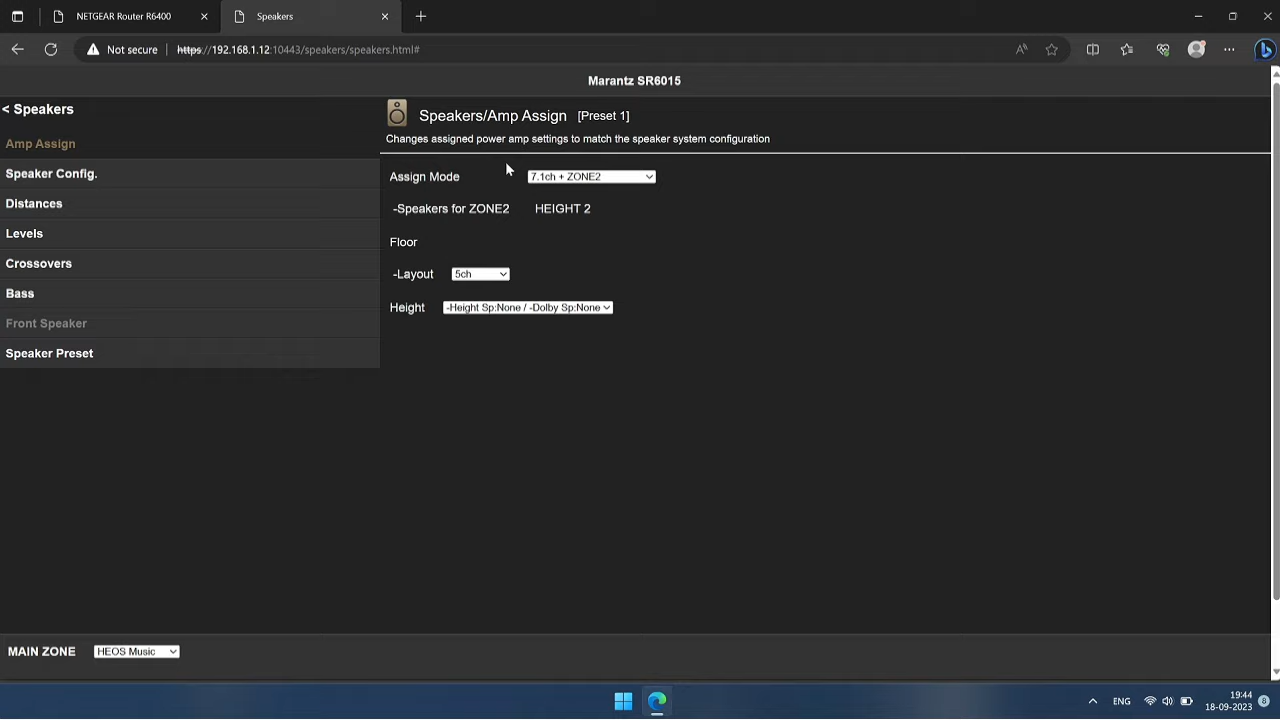 NETGEAR Router R6400
Speakers
Not secure https://192.168.1.12:10443/speakers/speakers.html#
Marantz SR6015
< Speakers
Amp Assign
Speaker Config.
Distances
Levels
Crossovers
Bass
Front Speaker
Speaker Preset
Speakers/Amp Assign [Preset 1]
Changes assigned power amp settings to match the speaker system configuration
Assign Mode 7.1ch + ZONE2
-Speakers for ZONE2 HEIGHT 2
Floor
-Layout 5ch
Height -Height Sp:None / -Dolby Sp:None
MAIN ZONE HEOS Music
ENG
19:44
18-09-2023
8